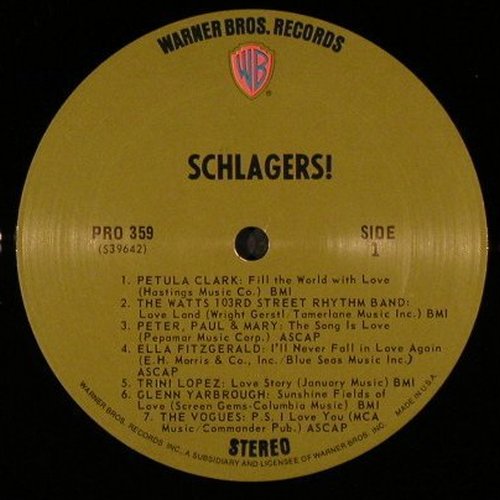 WARNER BROS. RECORDS
WB
®
SCHLAGERS!
PRO 359
(S39642)
SIDE
1
1. PETULA CLARK: Fill the World with Love
(Hastings Music Co.) BMI
2. THE WATTS 103RD STREET RHYTHM BAND:
Love Land (Wright Gerstl. Tamerlane Music Inc.) BMI
3. PETER, PAUL & MARY: The Song Is Love
(Pepamar Music Corp.) ASCAP
4. ELLA FITZGERALD: I'll Never Fall in Love Again
(E.H. Morris & Co., Inc./Blue Seas Music Inc.)
ASCAP
5. TRINI LOPEZ: Love Story (January Music) BMI
6. GLENN YARBROUGH: Sunshine Fields of
Love (Screen Gems-Columbia Music) BMI
7. THE VOGUES: P.S. I Love You (MCA
Music/Commander Pub.) ASCAP
STEREO
WARNER BROS. RECORDS INC., A SUBSIDIARY AND LICENSEE OF WARNER BROS. INC. MADE IN U.S.A.